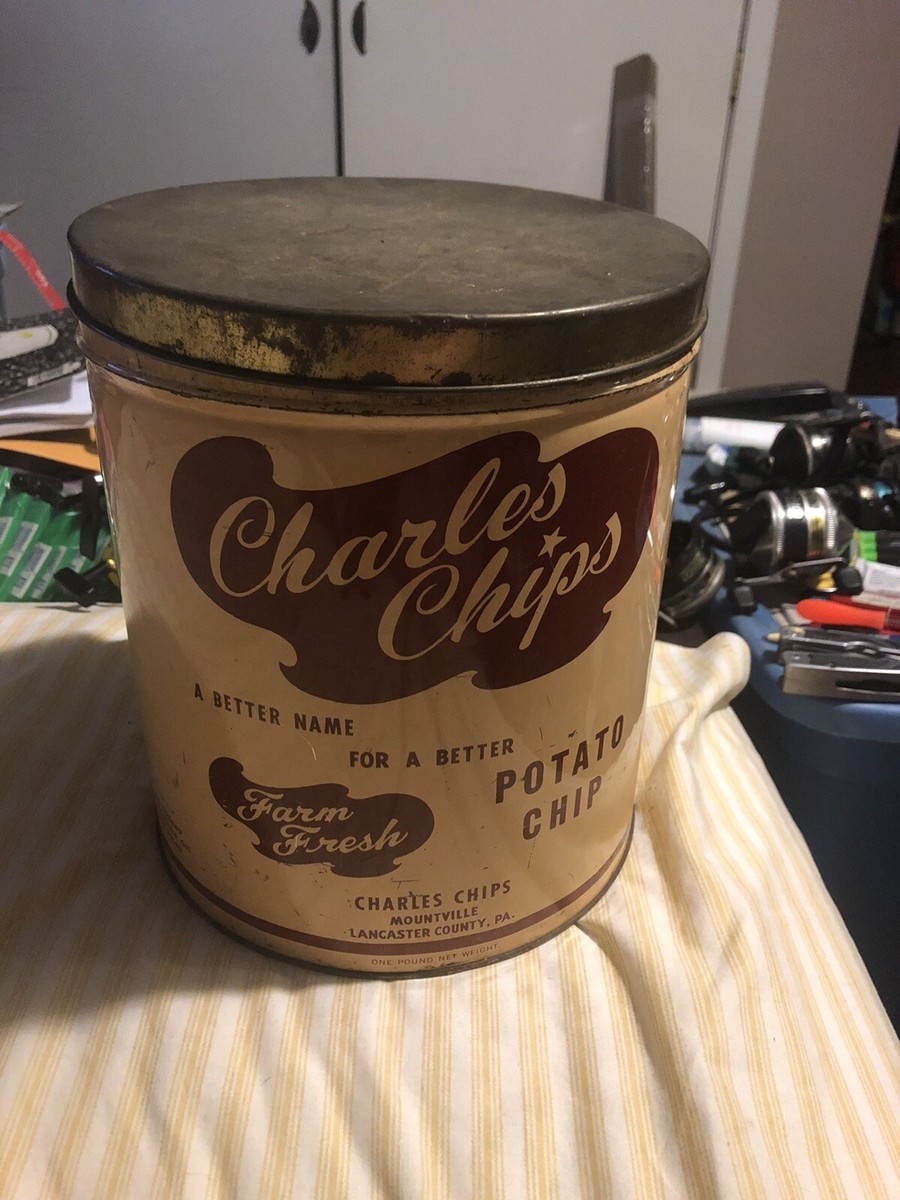 Charles
Chips
A BETTER NAME
FOR A BETTER
POTATO
CHIP
Farm
Fresh
CHARLES CHIPS
MOUNTVILLE
LANCASTER COUNTY, PA.
ONE POUND NET WEIGHT